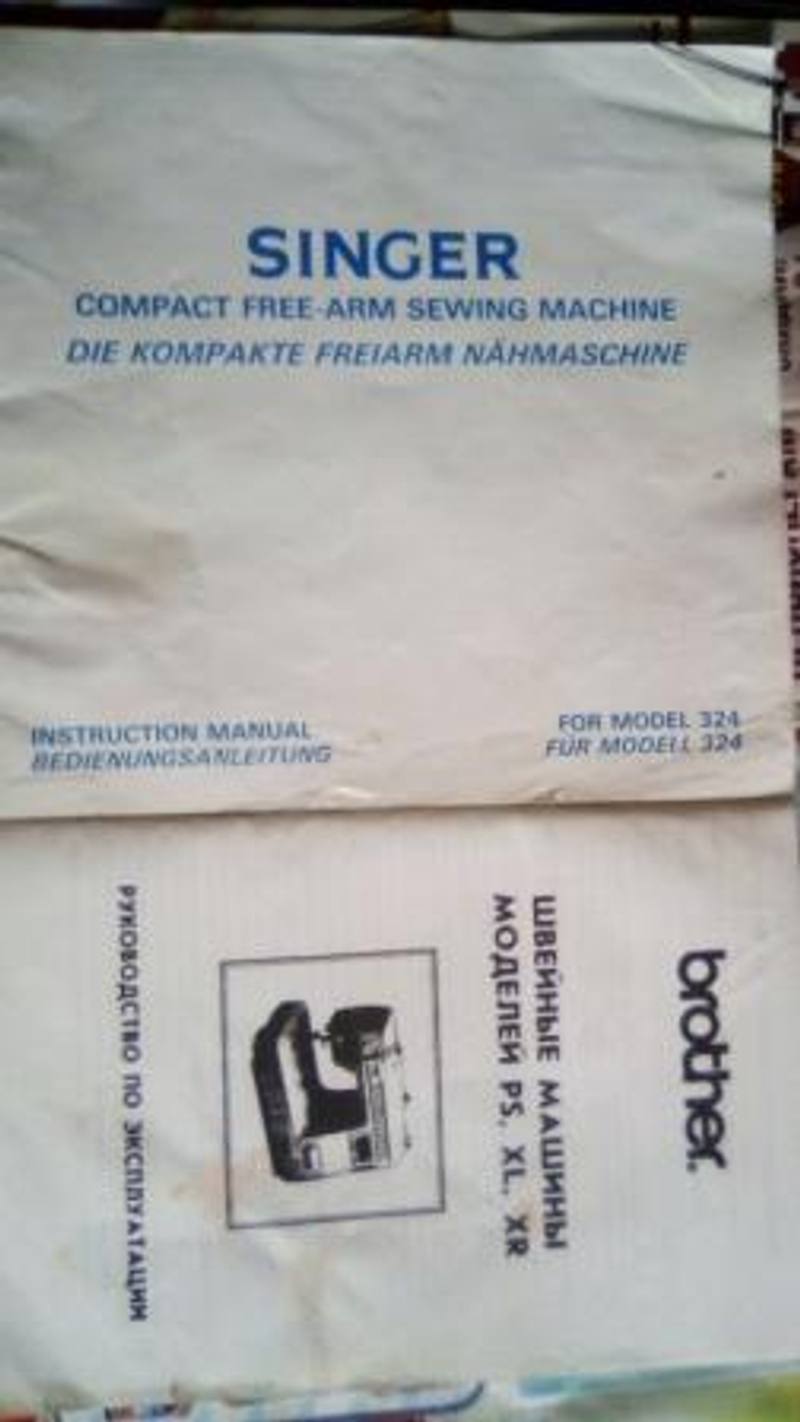 SINGER
COMPACT FREE-ARM SEWING MACHINE
DIE KOMPAKTE FREIARM NÄHMASCHINE
INSTRUCTION MANUAL
BEDIENUNGSANLEITUNG
FOR MODEL 324
FÜR MODELL 324
brother
ШВЕЙНЫЕ МАШИНЫ
МОДЕЛЕЙ PS, XL, XR
РУКОВОДСТВО ПО ЭКСПЛУАТАЦИИ